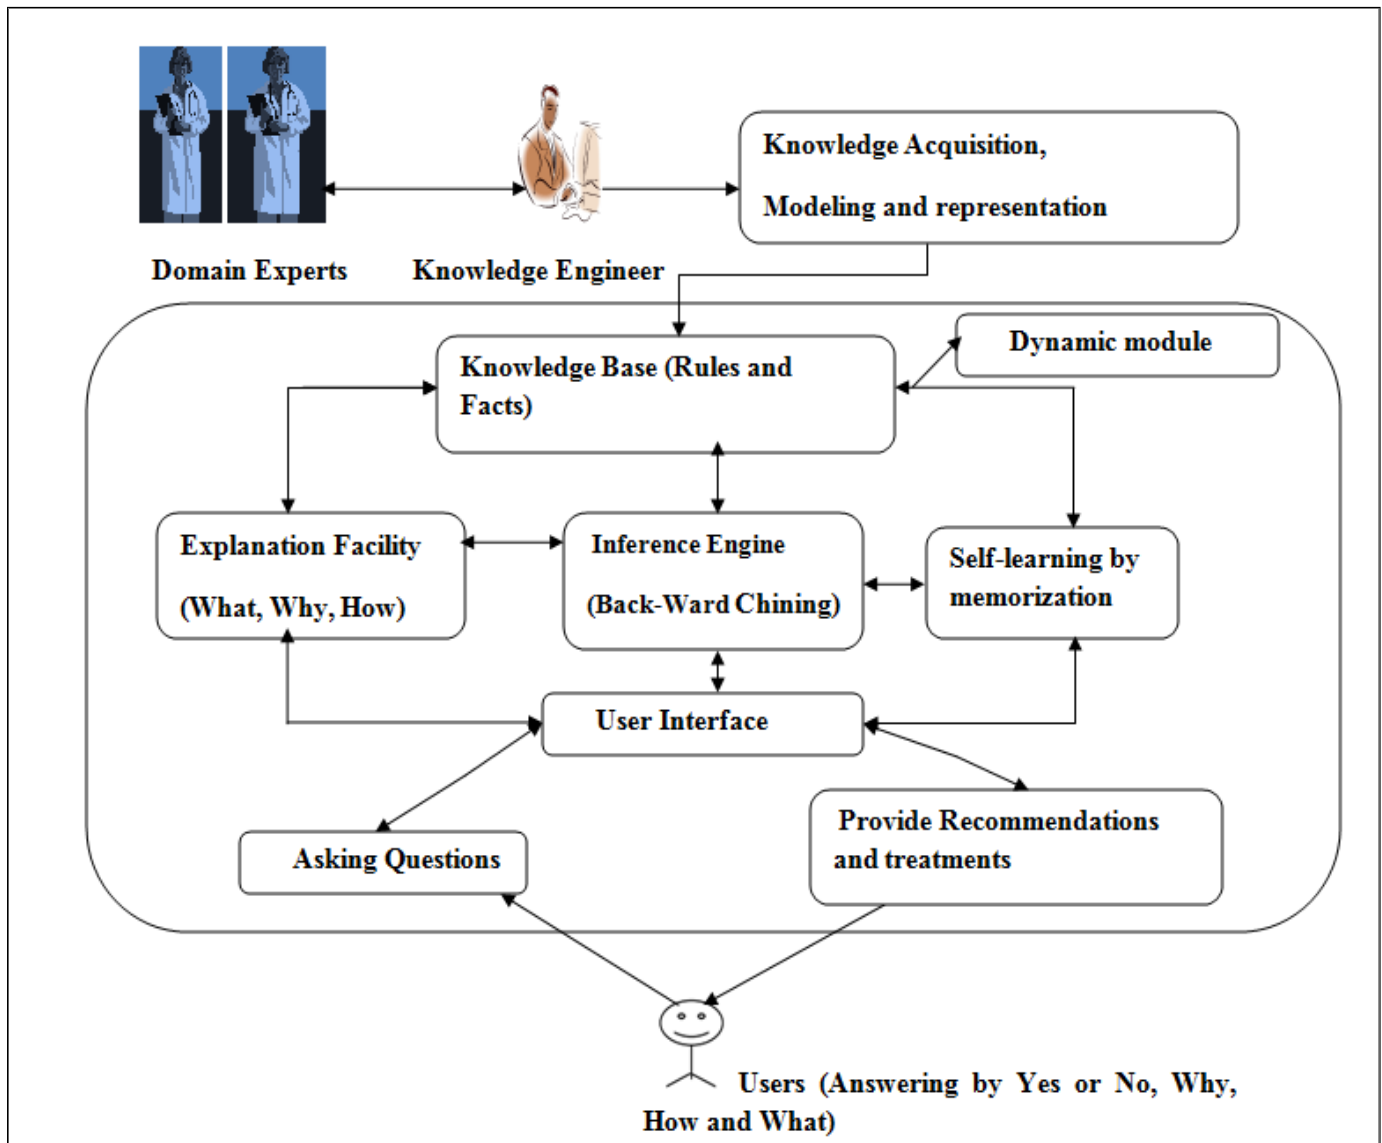 Knowledge Acquisition,
Modeling and representation
Domain Experts
Knowledge Engineer
Dynamic module
Knowledge Base (Rules and
Facts)
Explanation Facility
(What, Why, How)
Inference Engine
(Back-Ward Chining)
Self-learning by
memorization
User Interface
Asking Questions
Provide Recommendations
and treatments
Users (Answering by Yes or No, Why,
How and What)